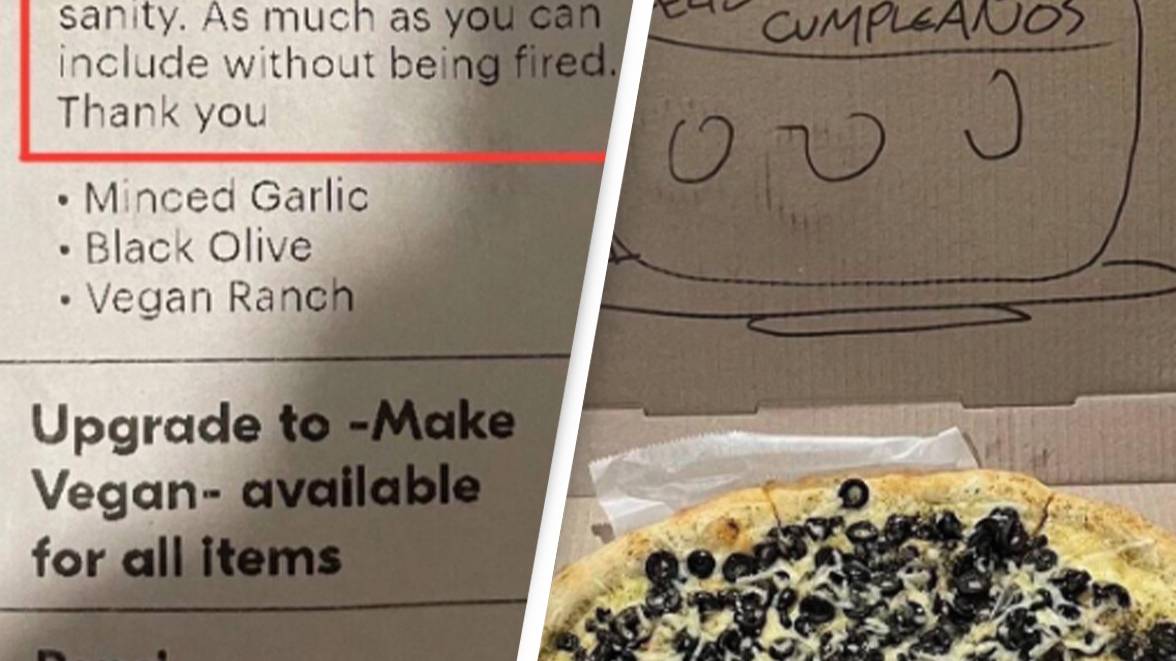 sanity. As much as you can
include without being fired.
Thank you
• Minced Garlic
• Black Olive
• Vegan Ranch
Upgrade to -Make
Vegan- available
for all items
CUMPLEAÑOS